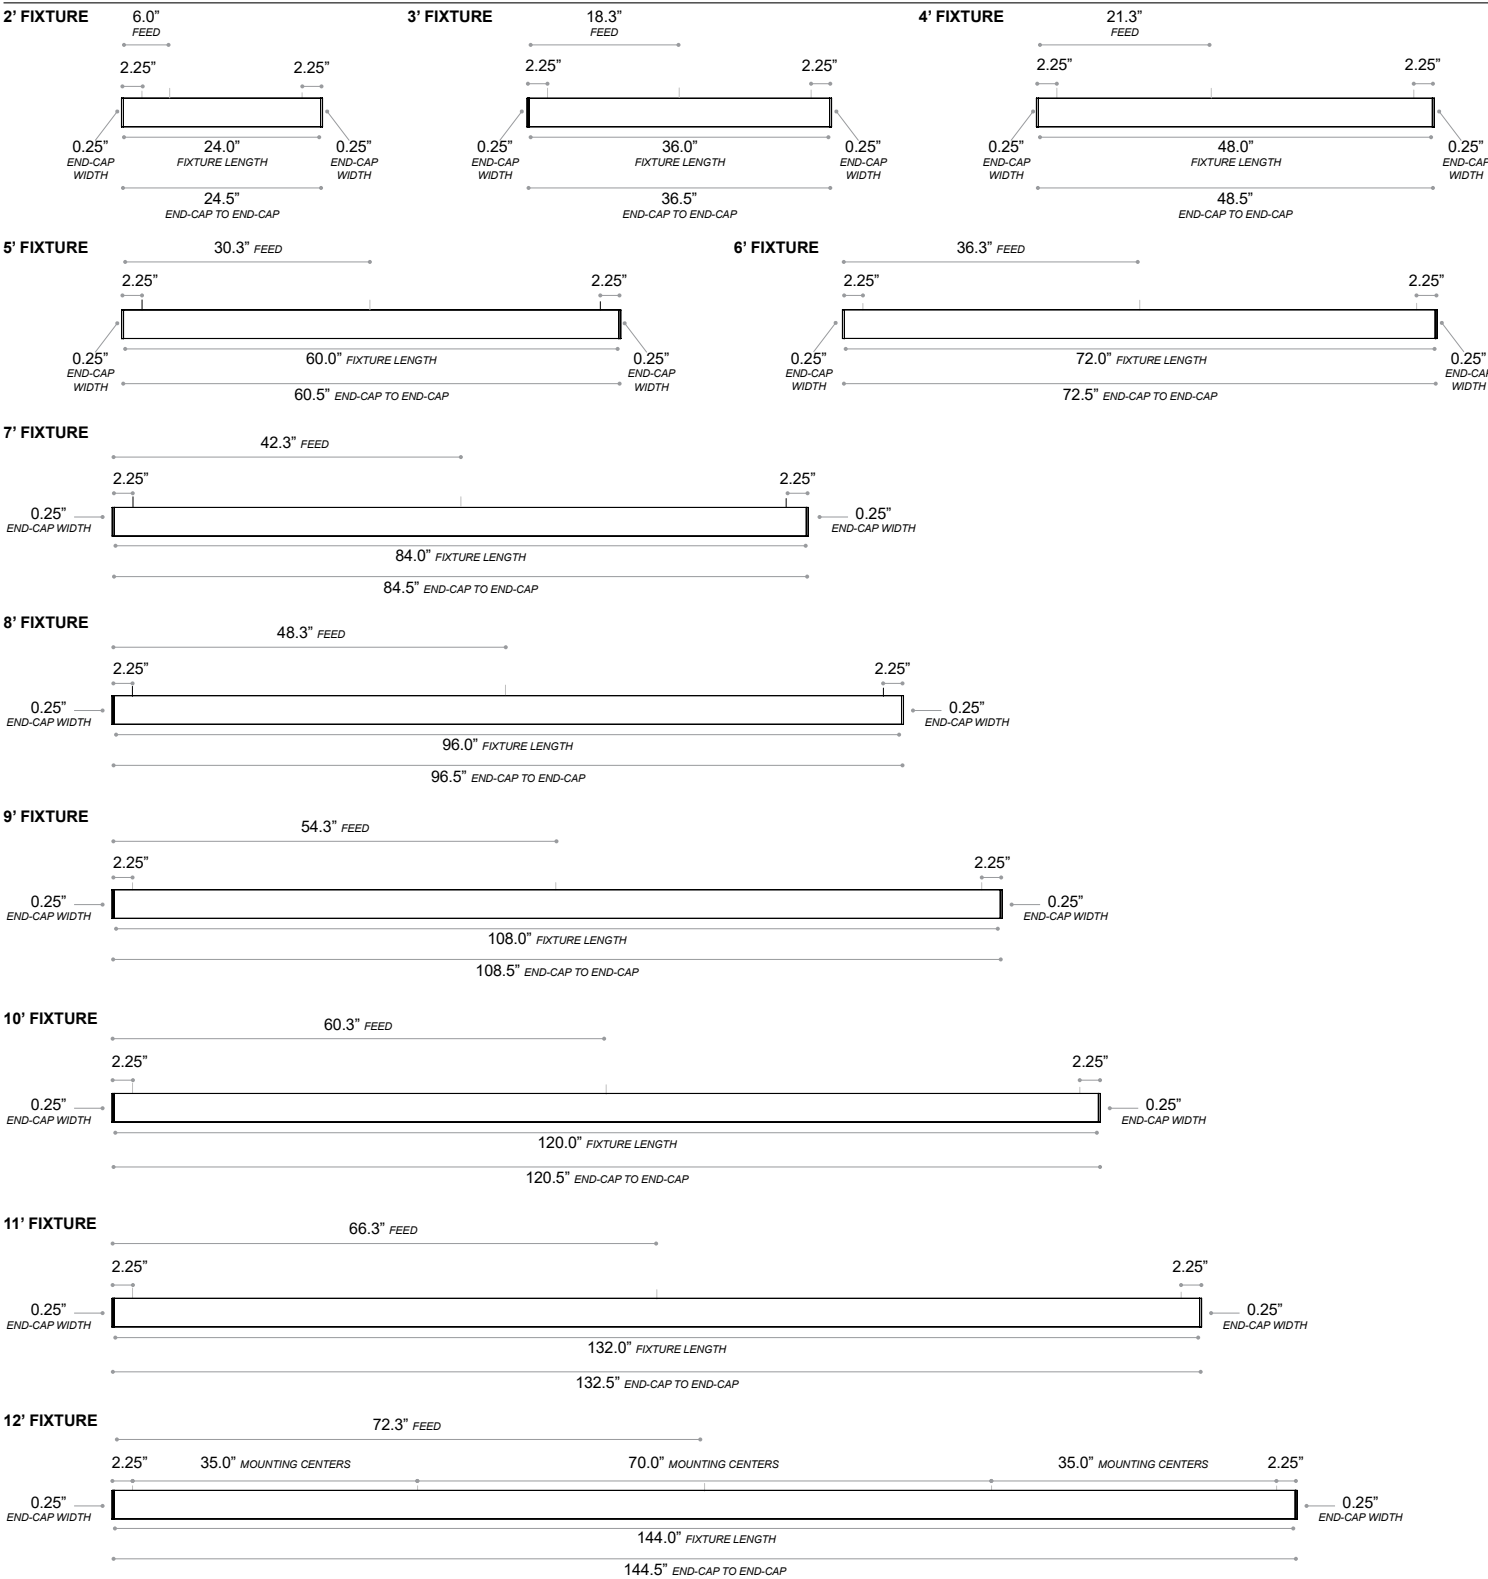 2’ FIXTURE
6.0”
FEED
2.25”
2.25”
0.25”
END-CAP
WIDTH
24.0”
FIXTURE LENGTH
0.25”
END-CAP
WIDTH
24.5”
END-CAP TO END-CAP
3’ FIXTURE
18.3”
FEED
2.25”
2.25”
0.25”
END-CAP
WIDTH
36.0”
FIXTURE LENGTH
0.25”
END-CAP
WIDTH
36.5”
END-CAP TO END-CAP
4’ FIXTURE
21.3”
FEED
2.25”
2.25”
0.25”
END-CAP
WIDTH
48.0”
FIXTURE LENGTH
0.25”
END-CAP
WIDTH
48.5”
END-CAP TO END-CAP
5’ FIXTURE
30.3” FEED
2.25”
2.25”
0.25”
END-CAP
WIDTH
60.0” FIXTURE LENGTH
0.25”
END-CAP
WIDTH
60.5” END-CAP TO END-CAP
6’ FIXTURE
36.3” FEED
2.25”
2.25”
0.25”
END-CAP
WIDTH
72.0” FIXTURE LENGTH
0.25”
END-CAP
WIDTH
72.5” END-CAP TO END-CAP
7’ FIXTURE
42.3” FEED
2.25”
2.25”
0.25”
END-CAP WIDTH
0.25”
END-CAP WIDTH
84.0” FIXTURE LENGTH
84.5” END-CAP TO END-CAP
8’ FIXTURE
48.3” FEED
2.25”
2.25”
0.25”
END-CAP WIDTH
0.25”
END-CAP WIDTH
96.0” FIXTURE LENGTH
96.5” END-CAP TO END-CAP
9’ FIXTURE
54.3” FEED
2.25”
2.25”
0.25”
END-CAP WIDTH
0.25”
END-CAP WIDTH
108.0” FIXTURE LENGTH
108.5” END-CAP TO END-CAP
10’ FIXTURE
60.3” FEED
2.25”
2.25”
0.25”
END-CAP WIDTH
0.25”
END-CAP WIDTH
120.0” FIXTURE LENGTH
120.5” END-CAP TO END-CAP
11’ FIXTURE
66.3” FEED
2.25”
2.25”
0.25”
END-CAP WIDTH
0.25”
END-CAP WIDTH
132.0” FIXTURE LENGTH
132.5” END-CAP TO END-CAP
12’ FIXTURE
72.3” FEED
2.25” 35.0” MOUNTING CENTERS 70.0” MOUNTING CENTERS 35.0” MOUNTING CENTERS 2.25”
0.25”
END-CAP WIDTH
0.25”
END-CAP WIDTH
144.0” FIXTURE LENGTH
144.5” END-CAP TO END-CAP